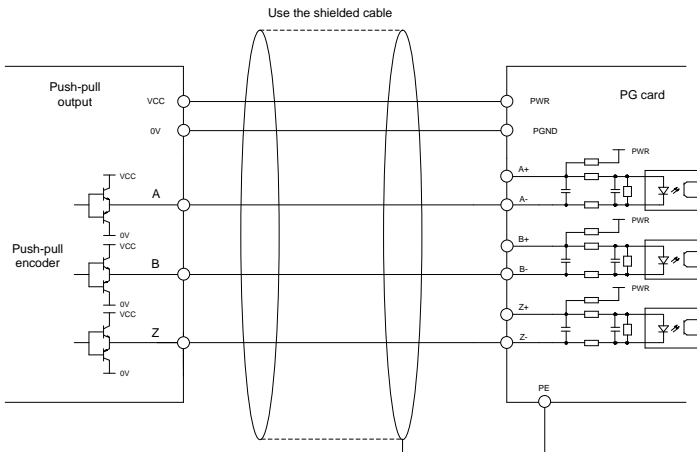 Use the shielded cable
Push-pull
output
VCC
PWR
PG card
0V
PGND
VCC
A
0V
A+
PWR
A-
Push-pull
encoder
VCC
B
0V
B+
PWR
B-
VCC
Z
0V
Z+
PWR
Z-
PE